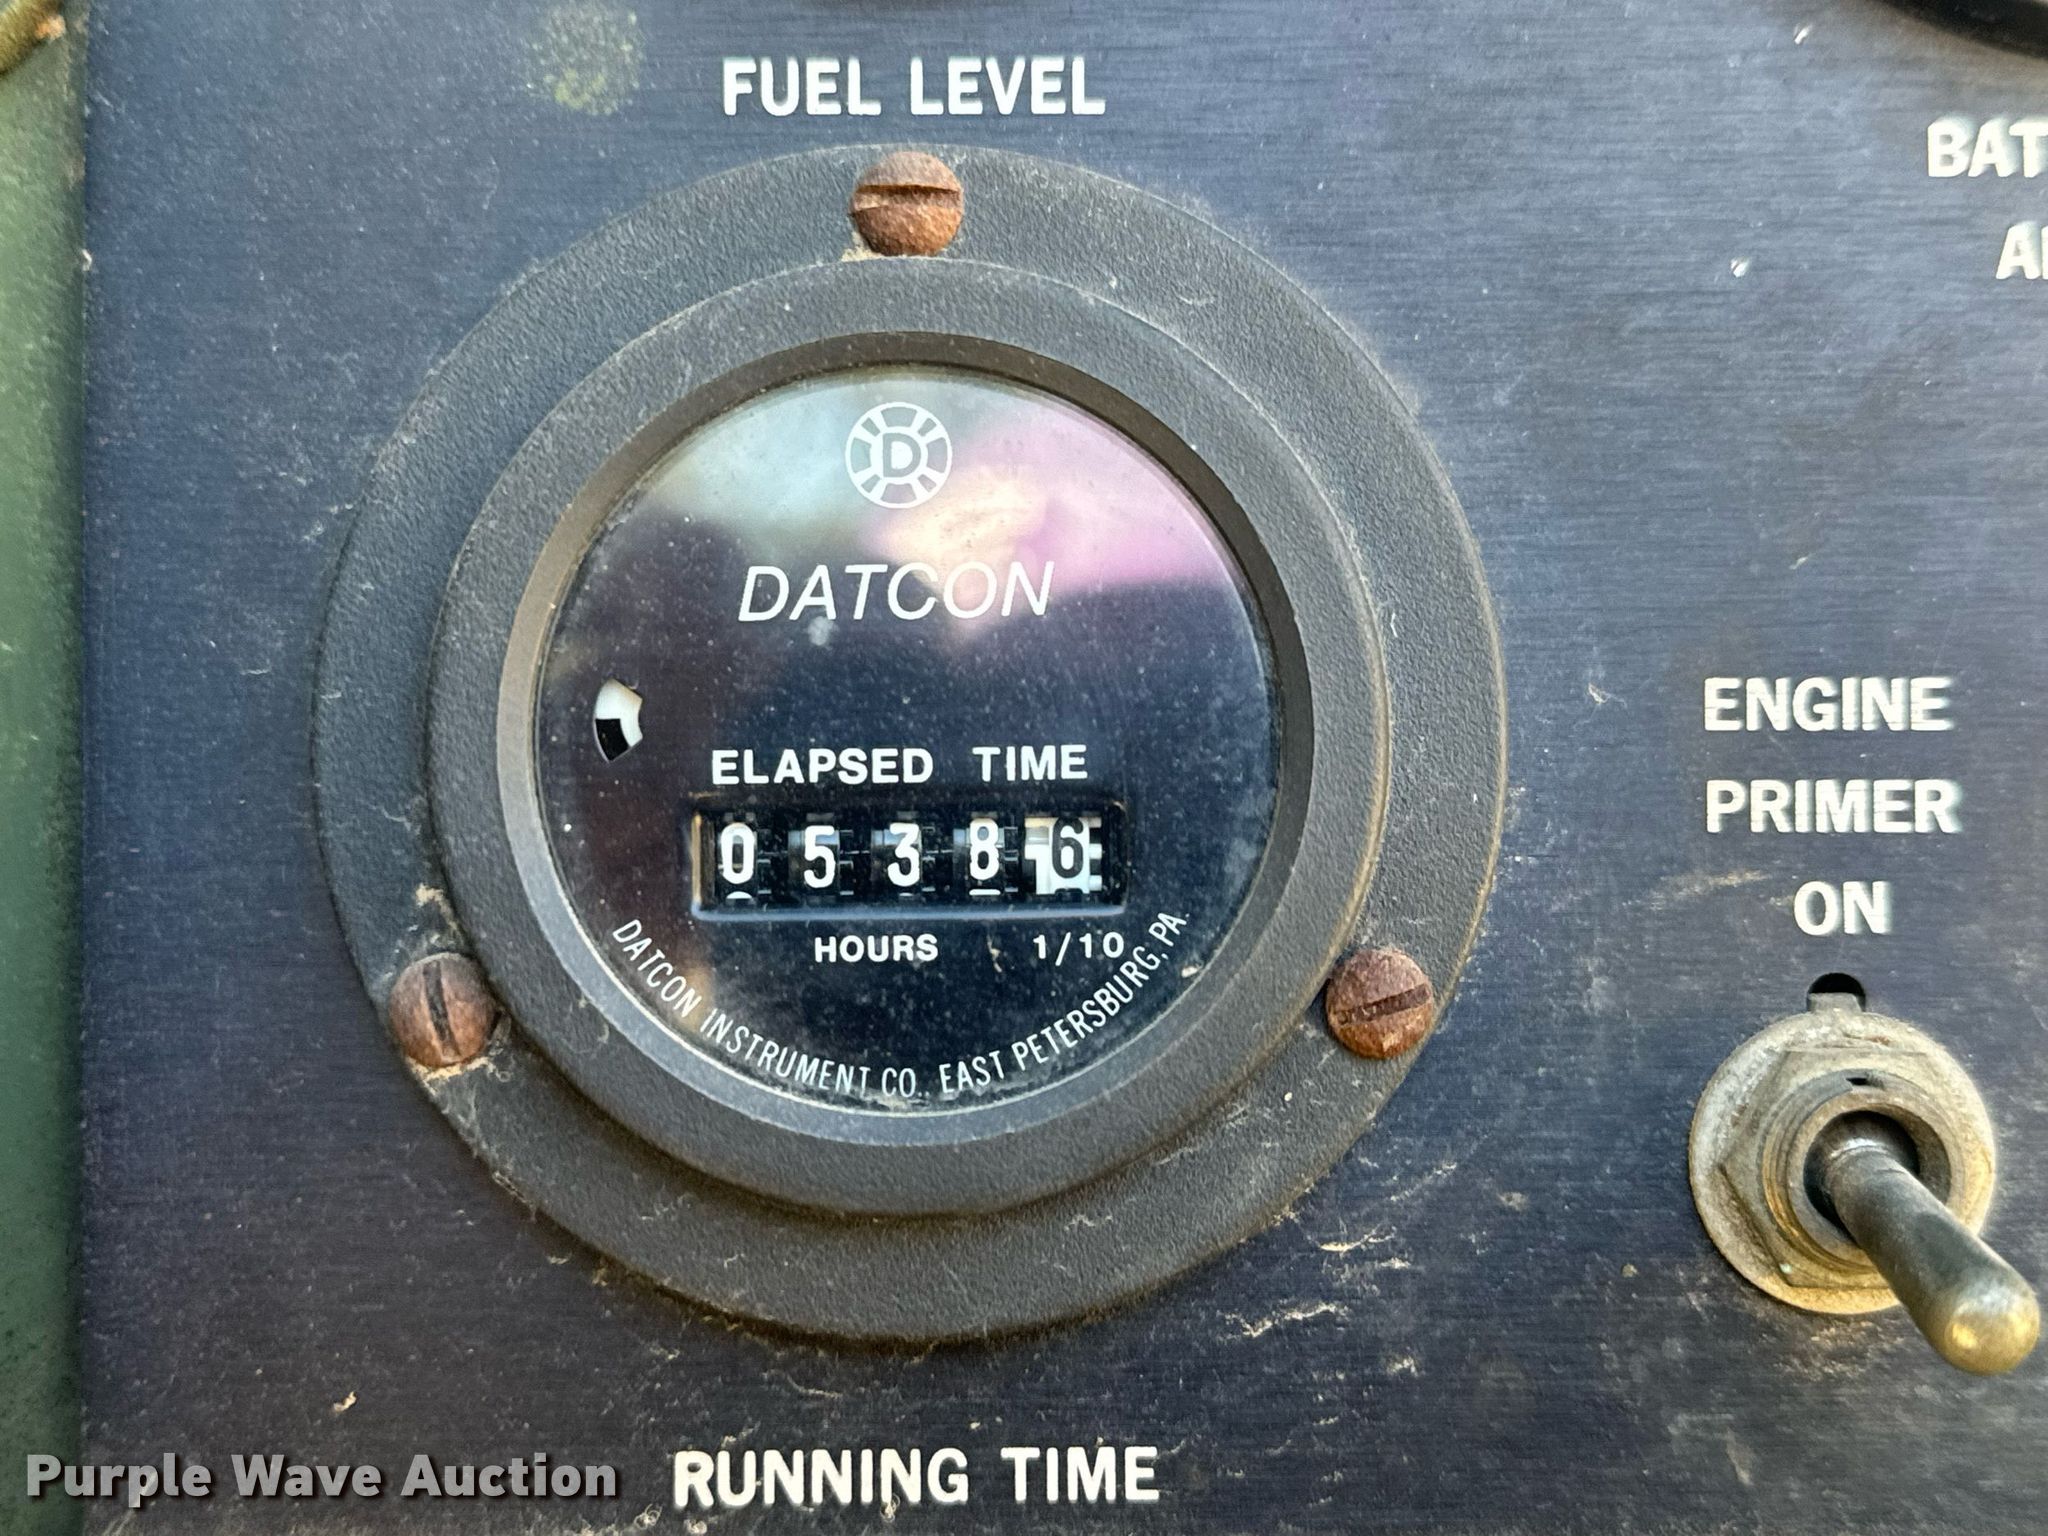 FUEL LEVEL
BAT
D
DATCON
ELAPSED TIME
0 5 3 8 6
HOURS 1/10
DATCON INSTRUMENT CO., EAST PETERSBURG, PA.
ENGINE
PRIMER
ON
RUNNING TIME
Purple Wave Auction